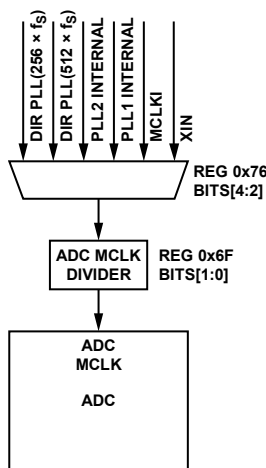 DIR PLL(256 × fS)
DIR PLL(512 × fS)
PLL2 INTERNAL
PLL1 INTERNAL
MCLKI
XIN
REG 0x76
BITS[4:2]
ADC MCLK
DIVIDER
REG 0x6F
BITS[1:0]
ADC
MCLK
ADC